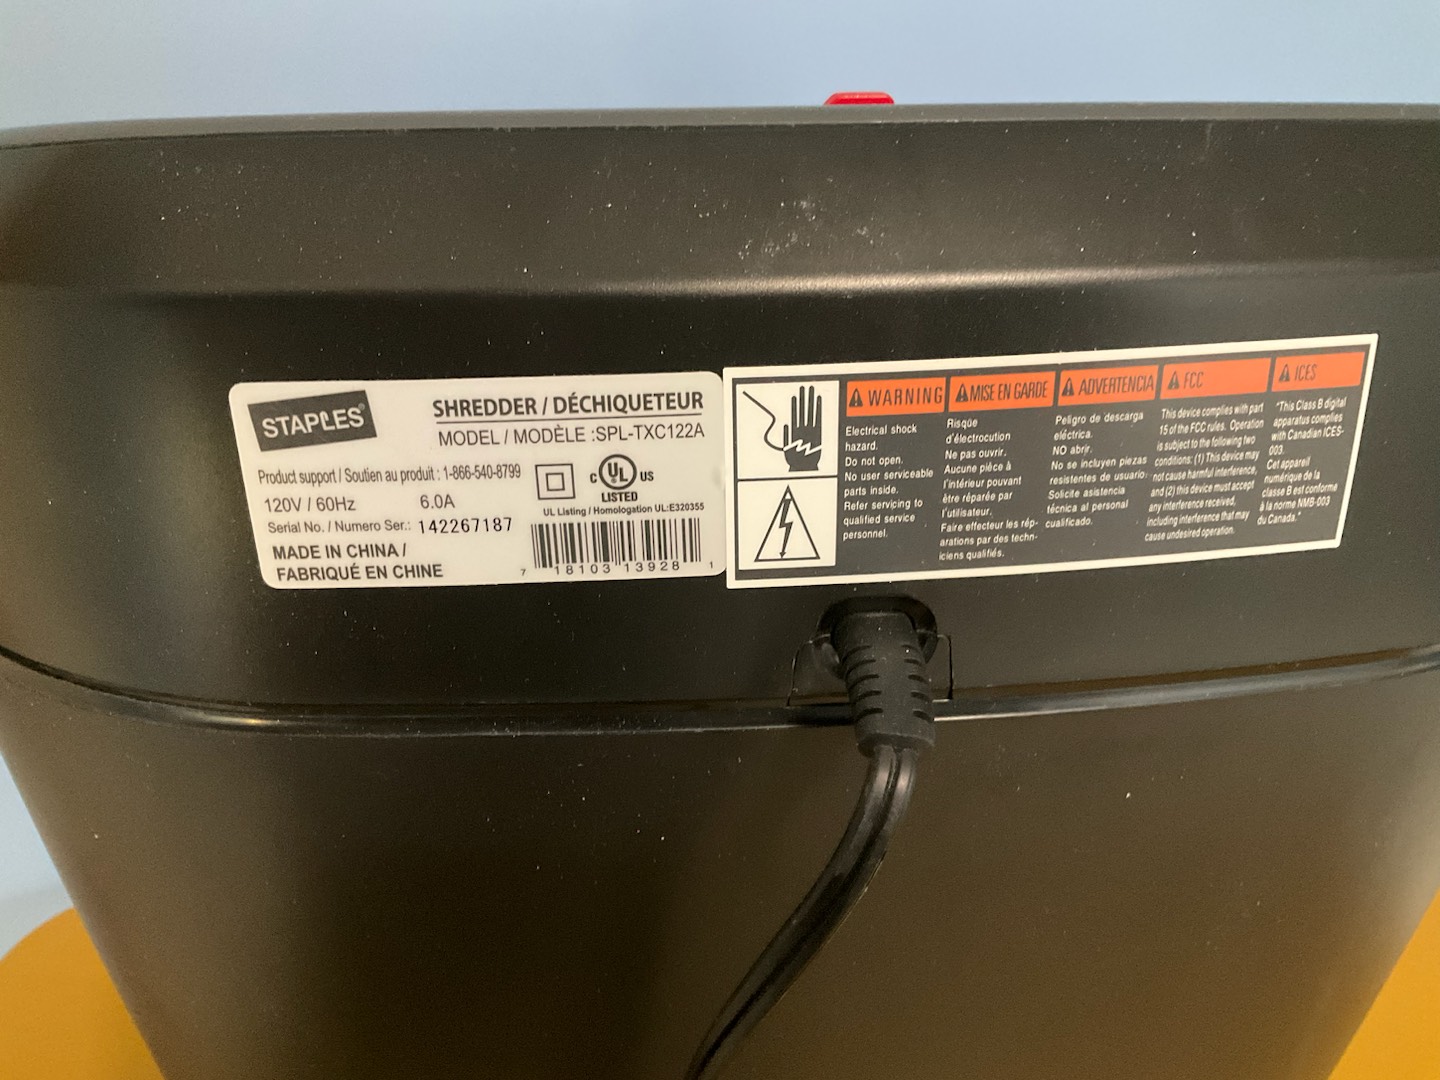 STAPLES®
SHREDDER / DÉCHIQUETEUR
MODEL / MODÈLE :SPL-TXC122A
Product support / Soutien au produit : 1-866-540-8799
120V / 60Hz 6.0A
Serial No. / Numero Ser.: 142267187
MADE IN CHINA /
FABRIQUÉ EN CHINE
C UL US
LISTED
UL Listing / Homologation UL:E320355
7 18103 13928 1
WARNING
Electrical shock
hazard.
Do not open.
No user serviceable
parts inside.
Refer servicing to
qualified service
personnel.
MISE EN GARDE
Risque
d'électrocution
Ne pas ouvrir.
Aucune pièce à
l'intérieur pouvant
être réparée par
l'utilisateur.
Faire effecteur les rép-
arations par des techn-
iciens qualifiés.
ADVERTENCIA
Peligro de descarga
eléctrica.
NO abrir.
No se incluyen piezas
resistentes de usuario.
Solicite asistencia
técnica al personal
cualificado.
FCC
This device complies with part
15 of the FCC rules. Operation
is subject to the following two
conditions: (1) This device may
not cause harmful interference,
and (2) this device must accept
any interference received,
including interference that may
cause undesired operation.
ICES
"This Class B digital
apparatus complies
with Canadian ICES-
003.
Cet appareil
numérique de la
classe B est conforme
à la norme NMB-003
du Canada."